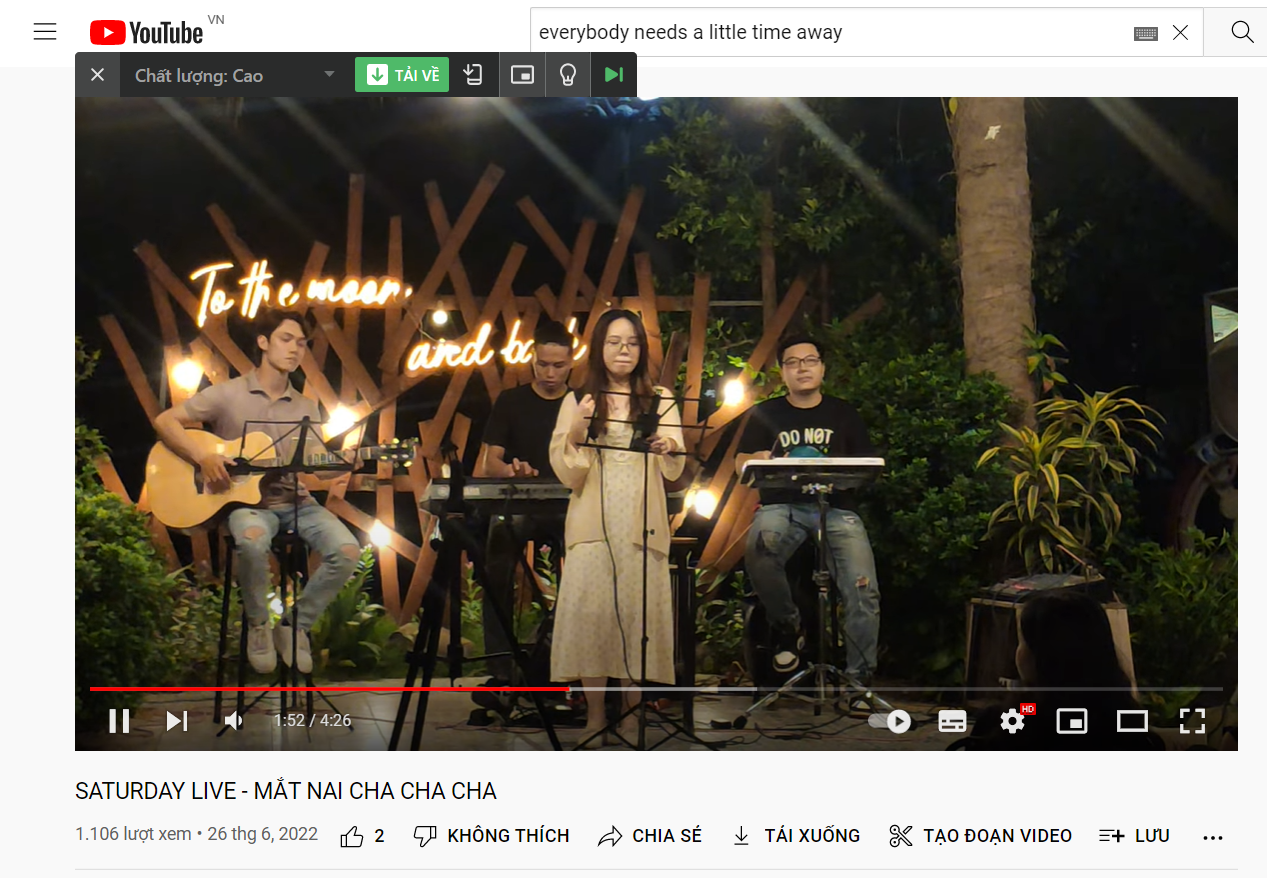 YouTube VN
everybody needs a little time away
Chất lượng: Cao
TẢI VỀ
To the moon
and back
DO NOT
1:52 / 4:26
HD
SATURDAY LIVE - MẮT NAI CHA CHA CHA
1.106 lượt xem • 26 thg 6, 2022
2
KHÔNG THÍCH
CHIA SẺ
TẢI XUỐNG
TẠO ĐOẠN VIDEO
LƯU